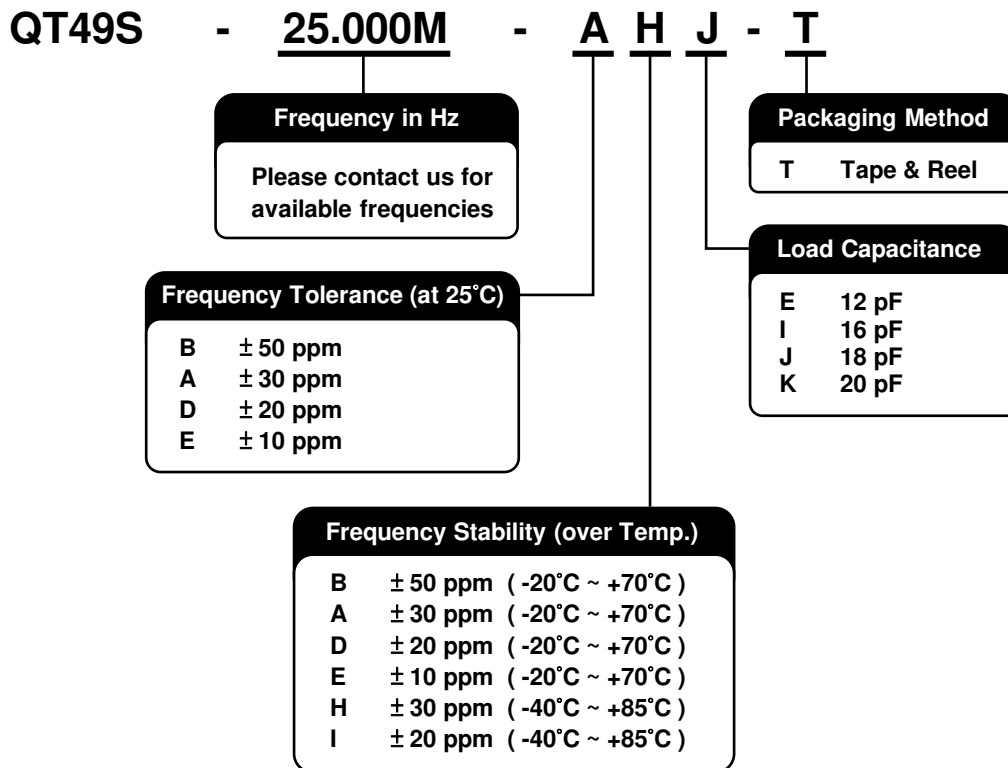 QT49S - 25.000M - A H J - T
Frequency in Hz
Please contact us for
available frequencies
Packaging Method
T Tape & Reel
Load Capacitance
E 12 pF
I 16 pF
J 18 pF
K 20 pF
Frequency Tolerance (at 25°C)
B ± 50 ppm
A ± 30 ppm
D ± 20 ppm
E ± 10 ppm
Frequency Stability (over Temp.)
B ± 50 ppm ( -20°C ~ +70°C )
A ± 30 ppm ( -20°C ~ +70°C )
D ± 20 ppm ( -20°C ~ +70°C )
E ± 10 ppm ( -20°C ~ +70°C )
H ± 30 ppm ( -40°C ~ +85°C )
I ± 20 ppm ( -40°C ~ +85°C )